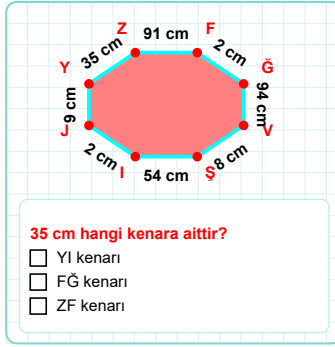 Z 91 cm F
35 cm 2 cm
Y Ğ
9 cm 94 cm
J V
2 cm 8 cm
I 54 cm Ş
35 cm hangi kenara aittir?
YI kenarı
FĞ kenarı
ZF kenarı